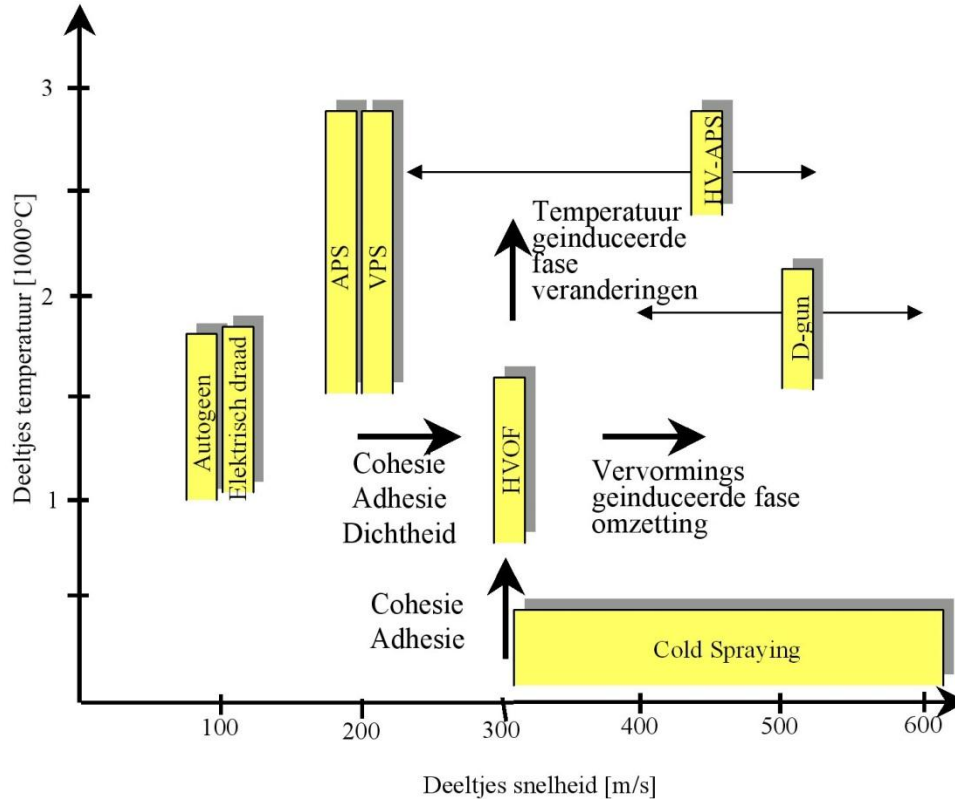 Deeltjes temperatuur [1000°C]
3
2
1
Autogeen
Elektrisch draad
APS
VPS
HV-APS
Temperatuur
geinduceerde
fase
veranderingen
D-gun
HVOF
Cohesie
Adhesie
Dichtheid
Vervormings
geinduceerde fase
omzetting
Cohesie
Adhesie
Cold Spraying
100
200
300
400
500
600
Deeltjes snelheid [m/s]